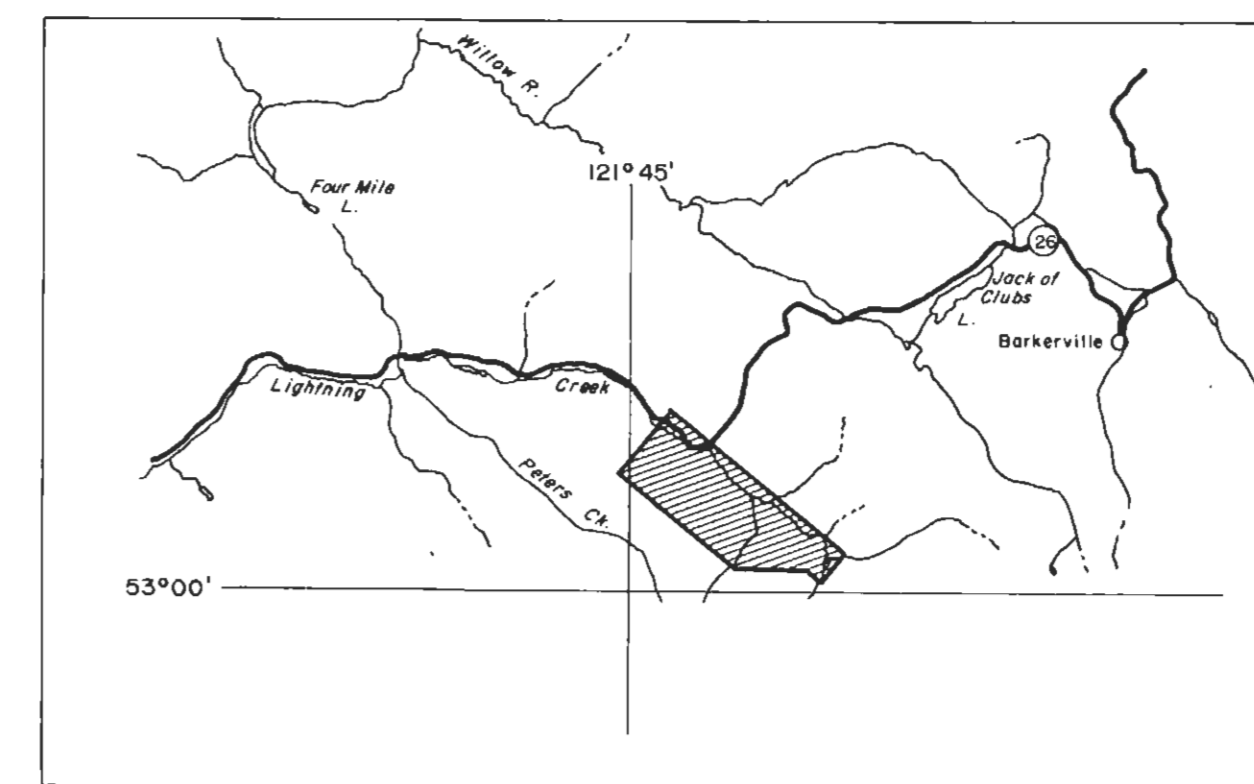 Willow R.
121° 45'
Four Mile
L.
26
Jack of
Clubs
L.
Barkerville
Lightning
Creek
Peters
Ck.
53°00'